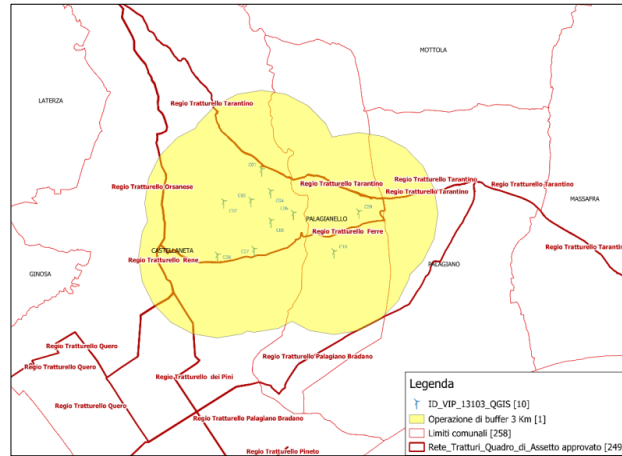 MOTTOLA
LATERZA
Regio Tratturello Tarantino
Regio Tratturello Tarantino
Regio Tratturello Orsanese
Regio Tratturello Tarantino
Regio Tratturello Tarantino
Regio Tratturello Tarantino
MASSAFRA
PALAGIANELLO
Regio Tratturello Ferre
CASTELLANETA
Regio Tratturello Rene
Regio Tratturello Tarantin
PALAGIANO
GINOSA
Regio Tratturello Quero
Regio Tratturello Palagiano Bradano
Regio Tratturello Quero
Regio Tratturello dei Pini
Regio Tratturello Quero
Regio Tratturello Palagiano Bradano
Regio Tratturello Pineto
Legenda
ID_VIP_13103_QGIS [10]
Operazione di buffer 3 Km [1]
Limiti comunali [258]
Rete_Tratturi_Quadro_di_Assetto approvato [249